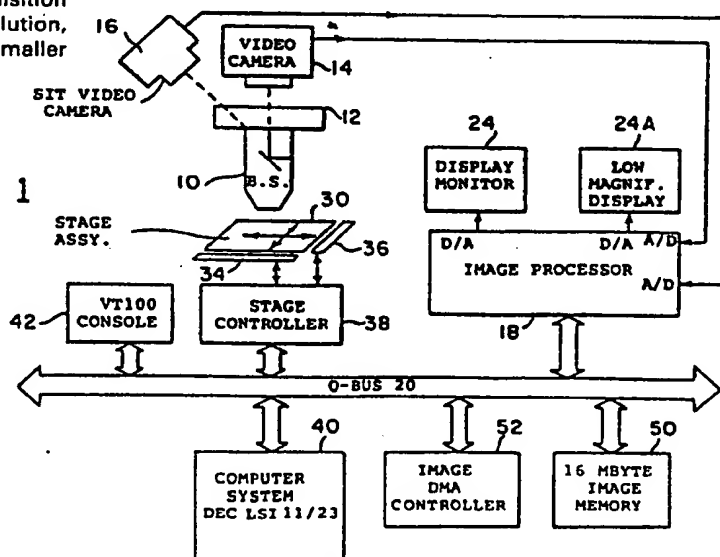 isition
olution,
maller
16
VIDEO
CAMERA
14
SIT VIDEO
CAMERA
12
10
B.S.
1
STAGE
ASSY.
30
36
34
24
DISPLAY
MONITOR
24A
LOW
MAGNIF.
DISPLAY
D/A
D/A A/D
IMAGE PROCESSOR
A/D
18
42
VT100
CONSOLE
STAGE
CONTROLLER
38
Q-BUS 20
40
COMPUTER
SYSTEM
DEC LSI 11/23
52
IMAGE
DMA
CONTROLLER
50
16 MBYTE
IMAGE
MEMORY